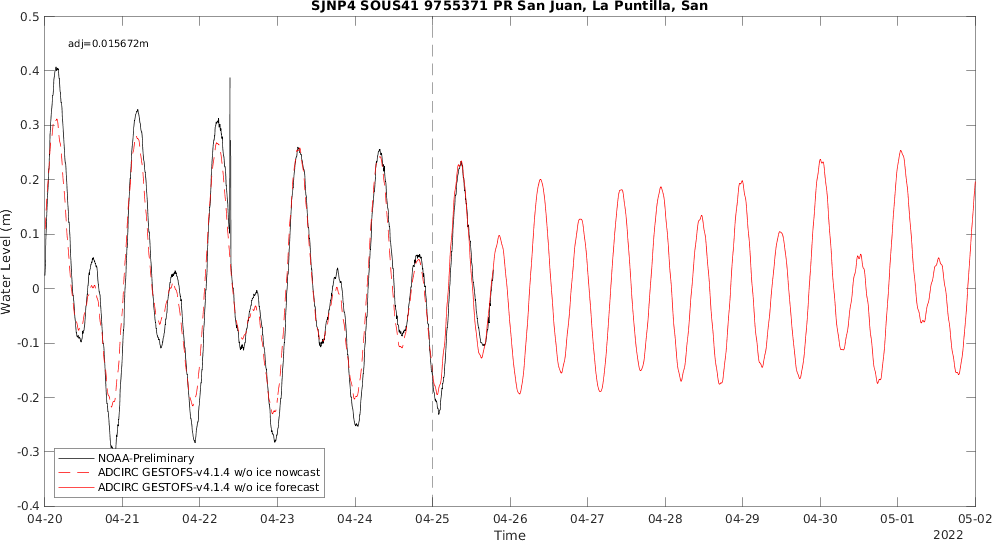 SJNP4 SOUS41 9755371 PR San Juan, La Puntilla, San
adj=0.015672m
0.5
0.4
0.3
0.2
0.1
0
-0.1
-0.2
-0.3
-0.4
Water Level (m)
NOAA-Preliminary
ADCIRC GESTOFS-v4.1.4 w/o ice nowcast
ADCIRC GESTOFS-v4.1.4 w/o ice forecast
04-20 04-21 04-22 04-23 04-24 04-25 04-26 04-27 04-28 04-29 04-30 05-01 05-02
Time
2022